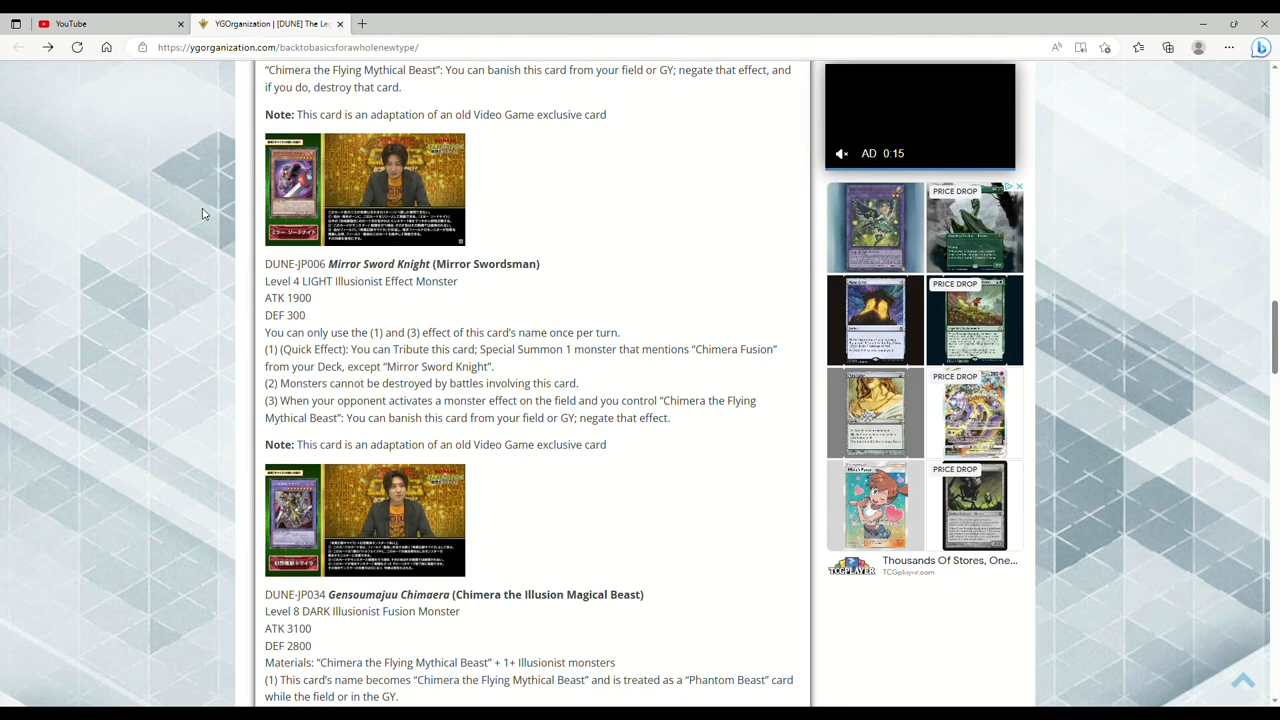 YouTube
YGOrganization | [DUNE] The Le
https://ygorganization.com/backtobasicsforawholenewtype/
“Chimera the Flying Mythical Beast”: You can banish this card from your field or GY; negate that effect, and
if you do, destroy that card.
Note: This card is an adaptation of an old Video Game exclusive card
DUNE-JP006 Mirror Sword Knight (Mirror Swordsman)
Level 4 LIGHT Illusionist Effect Monster
ATK 1900
DEF 300
You can only use the (1) and (3) effect of this card’s name once per turn.
(Quick Effect): You can Tribute this card; Special Summon 1 monster that mentions “Chimera Fusion”
from your Deck, except “Mirror Sword Knight”.
(2) Monsters cannot be destroyed by battles involving this card.
(3) When your opponent activates a monster effect on the field and you control “Chimera the Flying
Mythical Beast”: You can banish this card from your field or GY; negate that effect.
Note: This card is an adaptation of an old Video Game exclusive card
DUNE-JP034 Gensoumajuu Chimaera (Chimera the Illusion Magical Beast)
Level 8 DARK Illusionist Fusion Monster
ATK 3100
DEF 2800
Materials: “Chimera the Flying Mythical Beast” + 1+ Illusionist monsters
(1) This card’s name becomes “Chimera the Flying Mythical Beast” and is treated as a “Phantom Beast” card
while the field or in the GY.
AD 0:15
PRICE DROP
PRICE DROP
PRICE DROP
PRICE DROP
TCGPLAYER
Thousands Of Stores, One...
TCGplayer.com